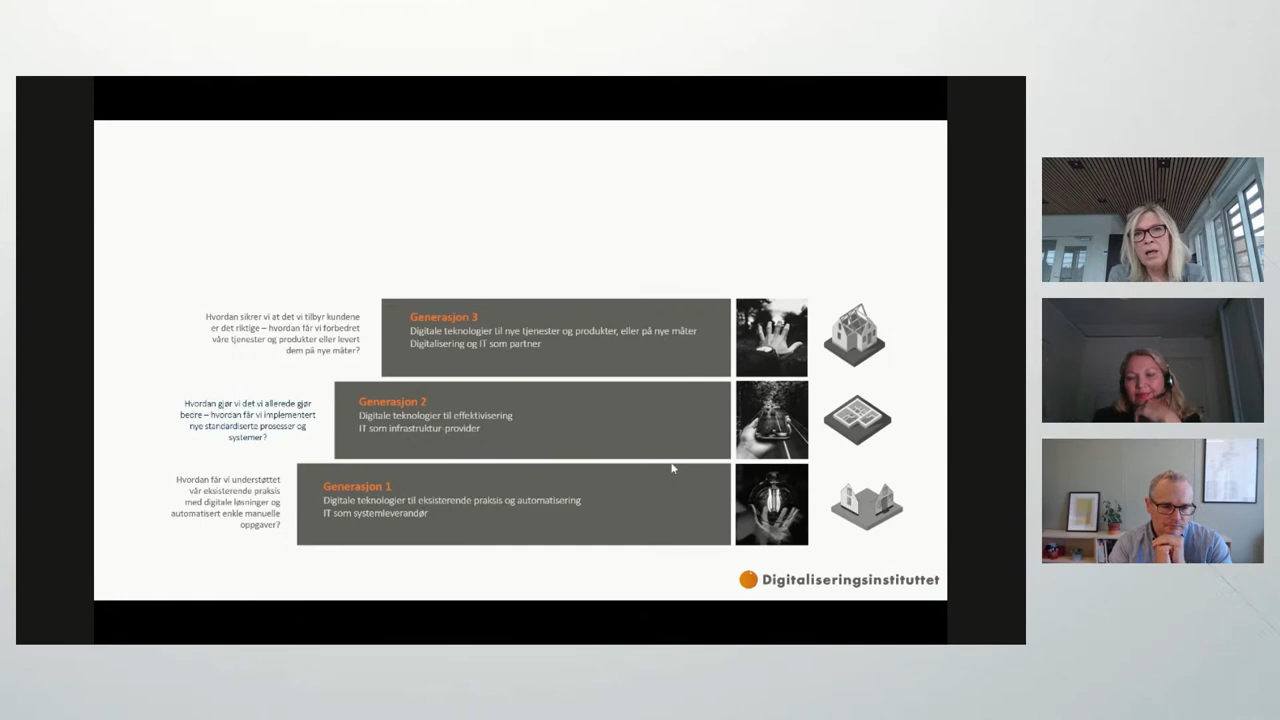 Hvordan sikrer vi at det vi tilbyr kundene
er det riktige – hvordan får vi forbedret
våre tjenester og produkter eller levert
dem på nye måter?
Generasjon 3
Digitale teknologier til nye tjenester og produkter, eller på nye måter
Digitalisering og IT som partner
Hvordan gjør vi det vi allerede gjør
bedre – hvordan får vi implementert
nye standardiserte prosesser og
systemer?
Generasjon 2
Digitale teknologier til effektivisering
IT som infrastruktur-provider
Hvordan får vi understøttet
vår eksisterende praksis
med digitale løsninger og
automatisert enkle manuelle
oppgaver?
Generasjon 1
Digitale teknologier til eksisterende praksis og automatisering
IT som systemleverandør
Digitaliseringsinstituttet